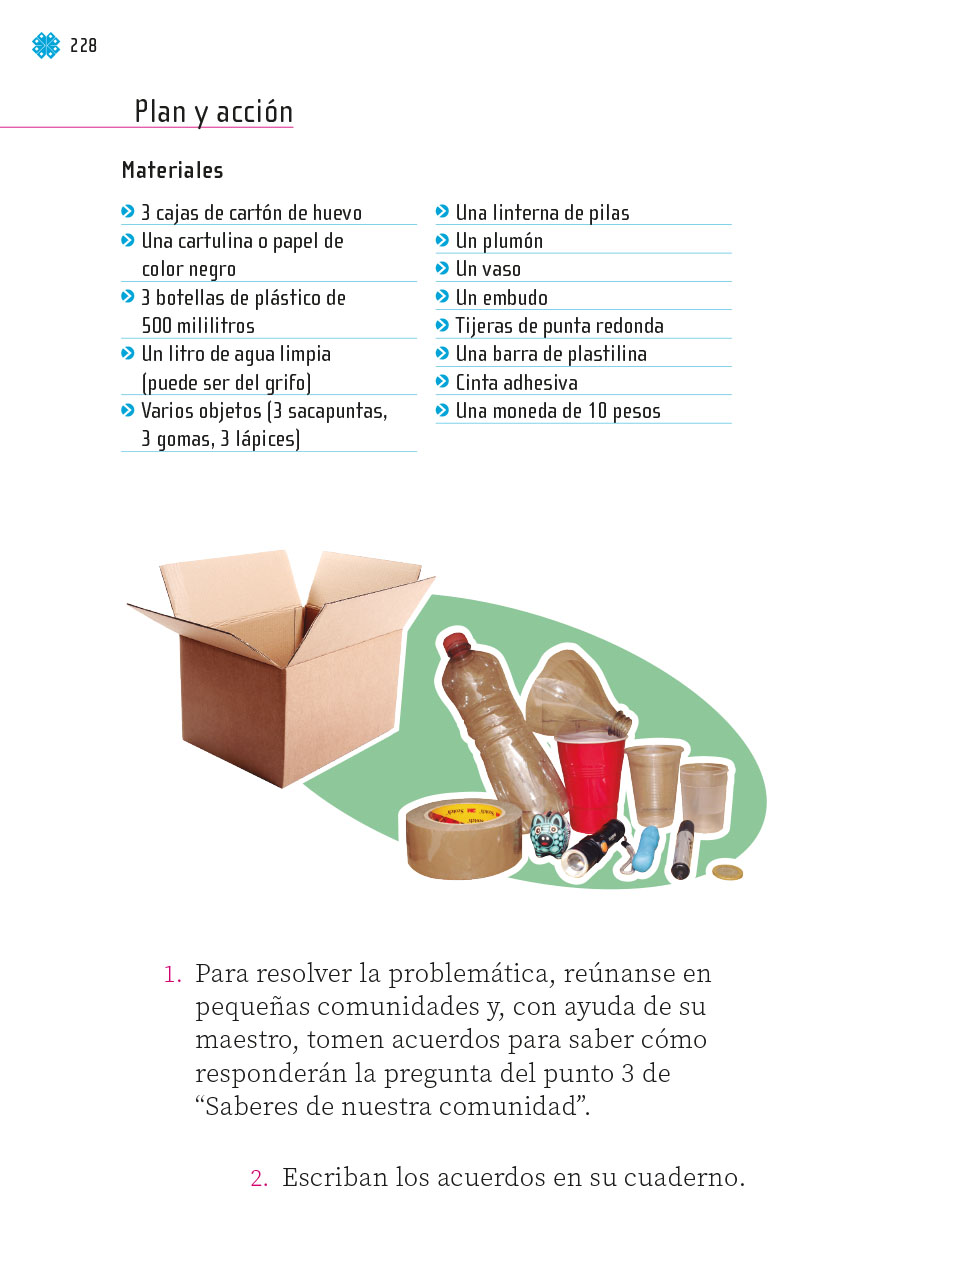 228
Plan y acción
Materiales
3 cajas de cartón de huevo
Una cartulina o papel de
color negro
3 botellas de plástico de
500 mililitros
Un litro de agua limpia
(puede ser del grifo)
Varios objetos (3 sacapuntas,
3 gomas, 3 lápices)
Una linterna de pilas
Un plumón
Un vaso
Un embudo
Tijeras de punta redonda
Una barra de plastilina
Cinta adhesiva
Una moneda de 10 pesos
1. Para resolver la problemática, reúnanse en
pequeñas comunidades y, con ayuda de su
maestro, tomen acuerdos para saber cómo
responderán la pregunta del punto 3 de
“Saberes de nuestra comunidad”.
2. Escriban los acuerdos en su cuaderno.